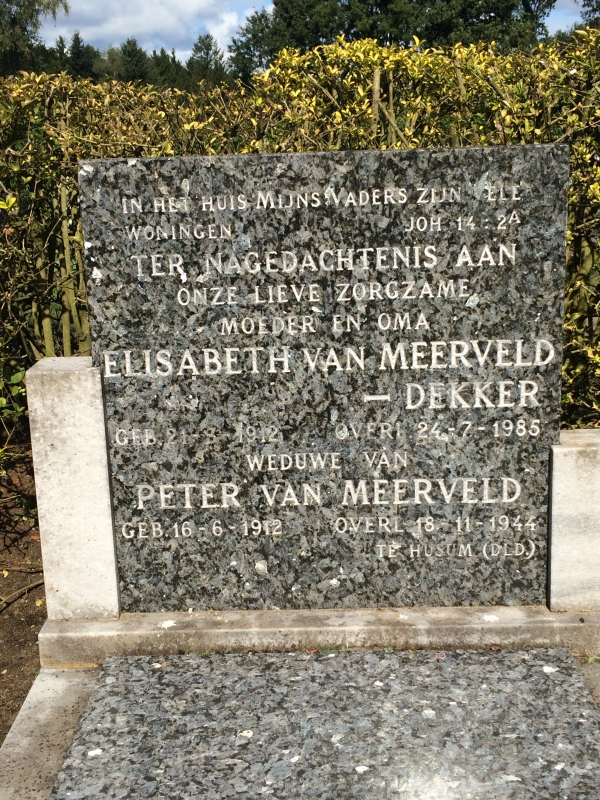 IN HET HUIS MIJNS VADERS ZIJN VELE
WONINGEN JOH 14:2A
TER NAGEDACHTENIS AAN
ONZE LIEVE ZORGZAME
MOEDER EN OMA
ELISABETH VAN MEERVELD
— DEKKER
GEB. 1912 OVERL 24-7-1985
WEDUWE VAN
PETER VAN MEERVELD
GEB. 16-6-1912 OVERL 18-11-1944
TE HUSUM (DLD.)